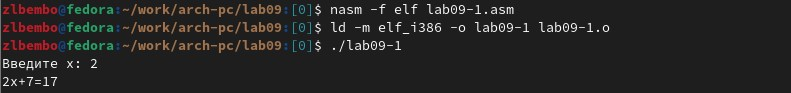 zlbembo@fedora:~/work/arch-pc/lab09:[0]$ nasm -f elf lab09-1.asm
zlbembo@fedora:~/work/arch-pc/lab09:[0]$ ld -m elf_i386 -o lab09-1 lab09-1.o
zlbembo@fedora:~/work/arch-pc/lab09:[0]$ ./lab09-1
Введите x: 2
2x+7=17